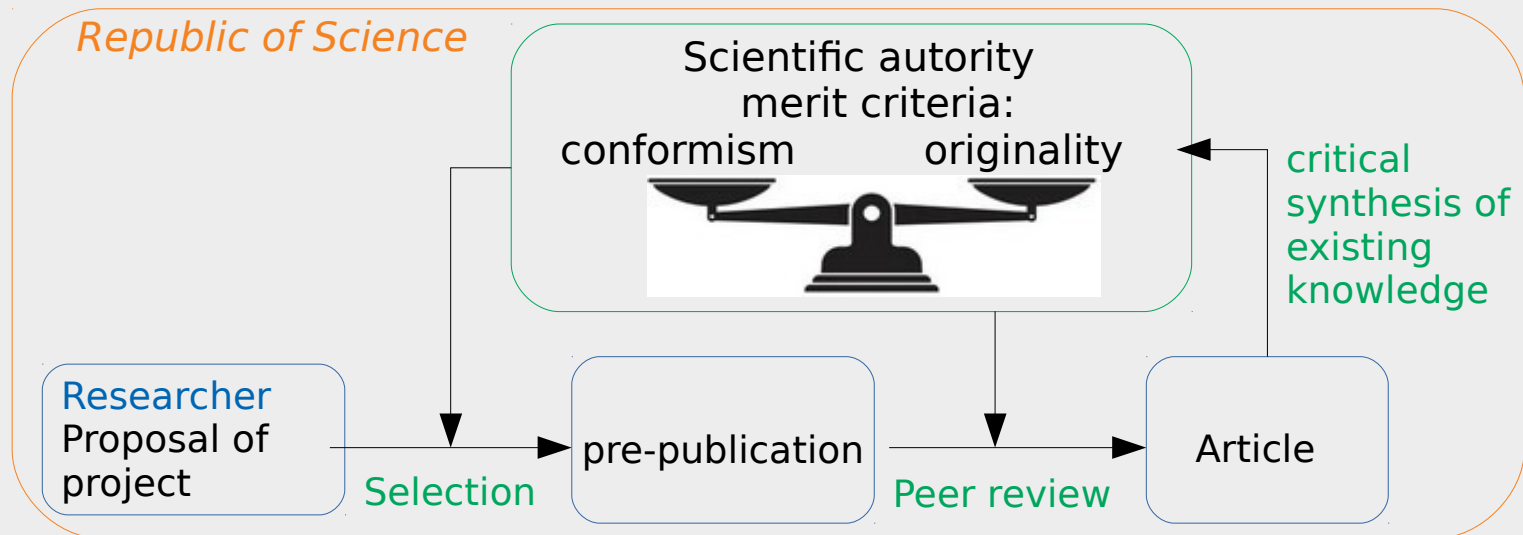 Republic of Science
Scientific autority
merit criteria:
conformism originality
critical
synthesis of
existing
knowledge
Researcher
Proposal of
project
Selection
pre-publication
Peer review
Article